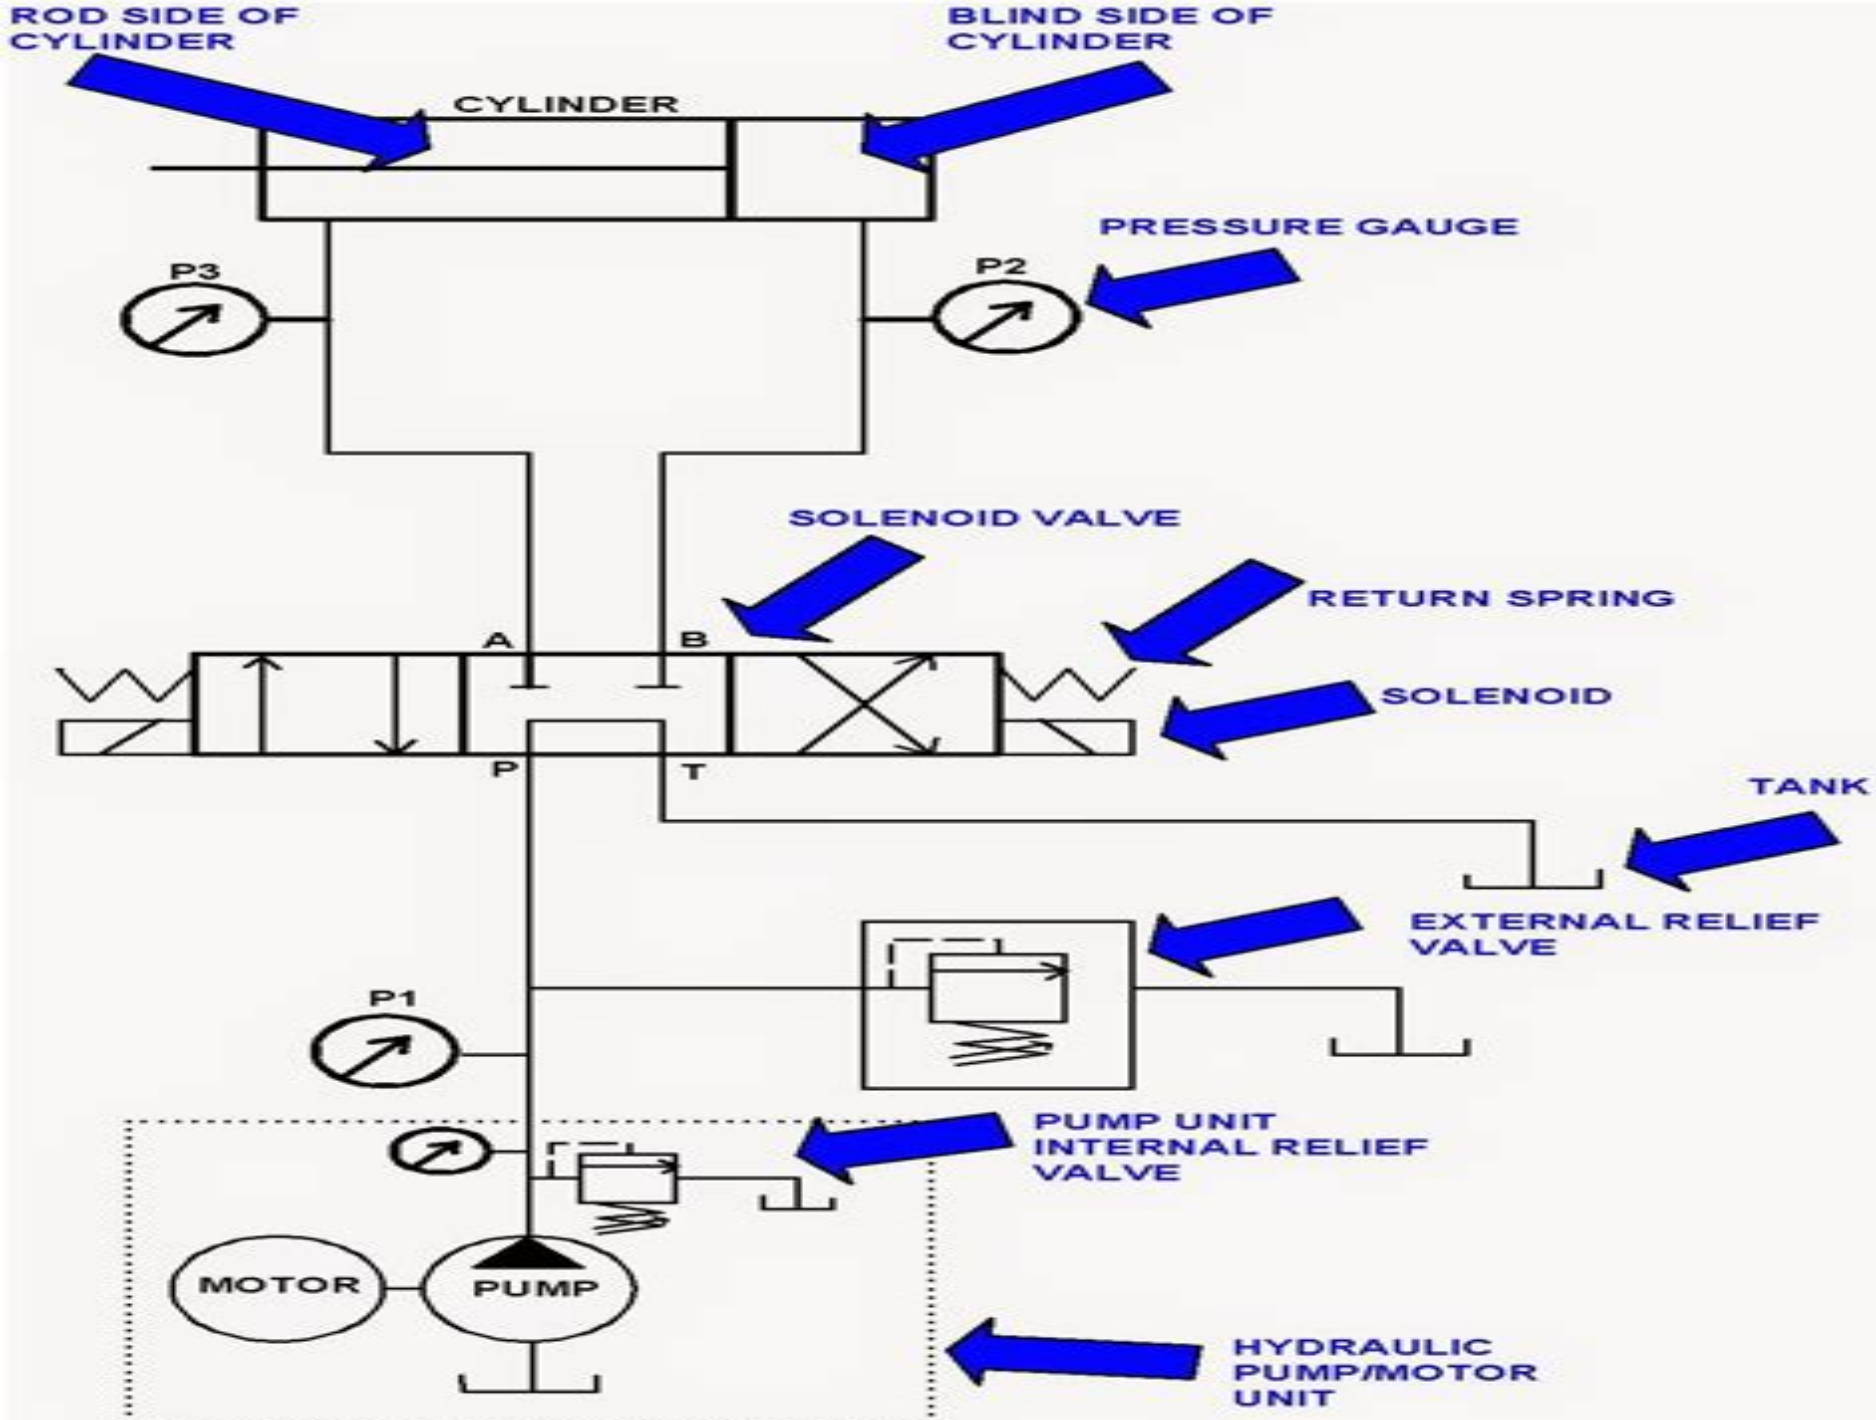 ROD SIDE OF
CYLINDER
BLIND SIDE OF
CYLINDER
CYLINDER
PRESSURE GAUGE
P3
P2
SOLENOID VALVE
RETURN SPRING
A
B
SOLENOID
P
T
TANK
EXTERNAL RELIEF
VALVE
P1
PUMP UNIT
INTERNAL RELIEF
VALVE
MOTOR
PUMP
HYDRAULIC
PUMP/MOTOR
UNIT